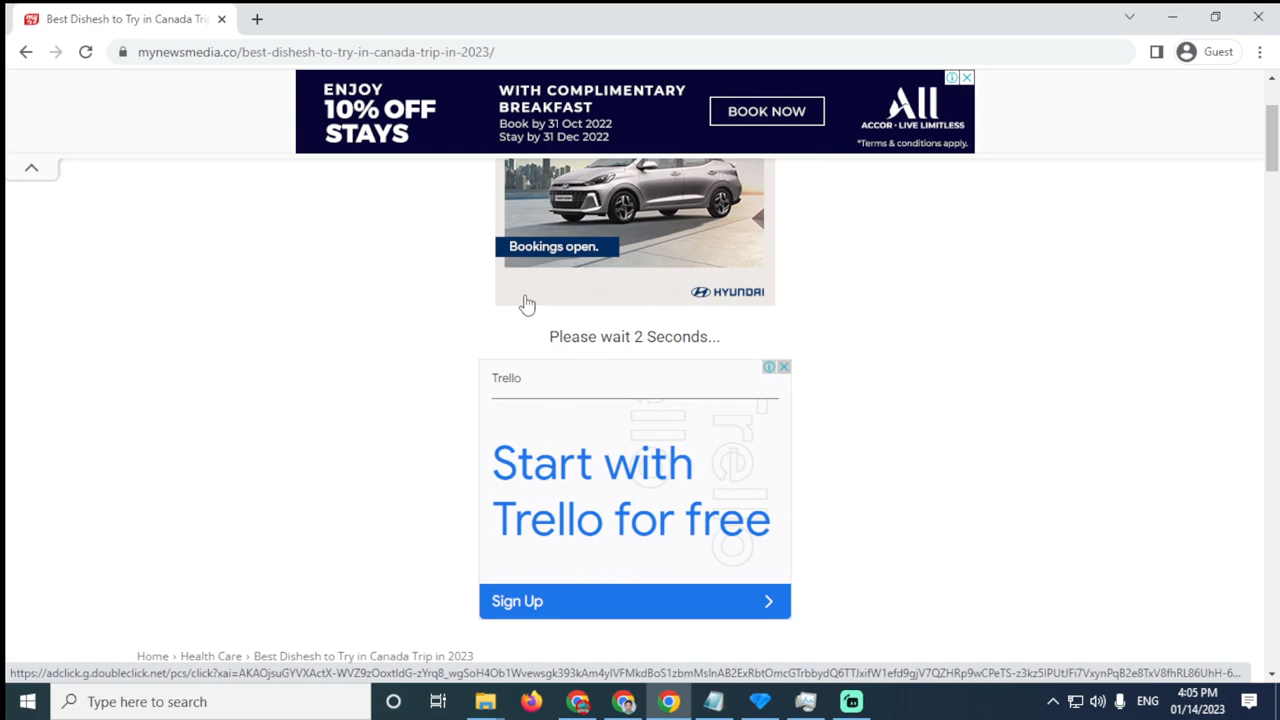 Best Dishesh to Try in Canada Tri
mynewsmedia.co/best-dishesh-to-try-in-canada-trip-in-2023/
Guest
ENJOY
10% OFF
STAYS
WITH COMPLIMENTARY
BREAKFAST
Book by 31 Oct 2022
Stay by 31 Dec 2022
BOOK NOW
All
ACCOR · LIVE LIMITLESS
*Terms & conditions apply.
Bookings open.
HYUNDAI
Please wait 2 Seconds...
Trello
Start with
Trello for free
Sign Up
Home › Health Care › Best Dishesh to Try in Canada Trip in 2023
Type here to search
ENG
4:05 PM
01/14/2023